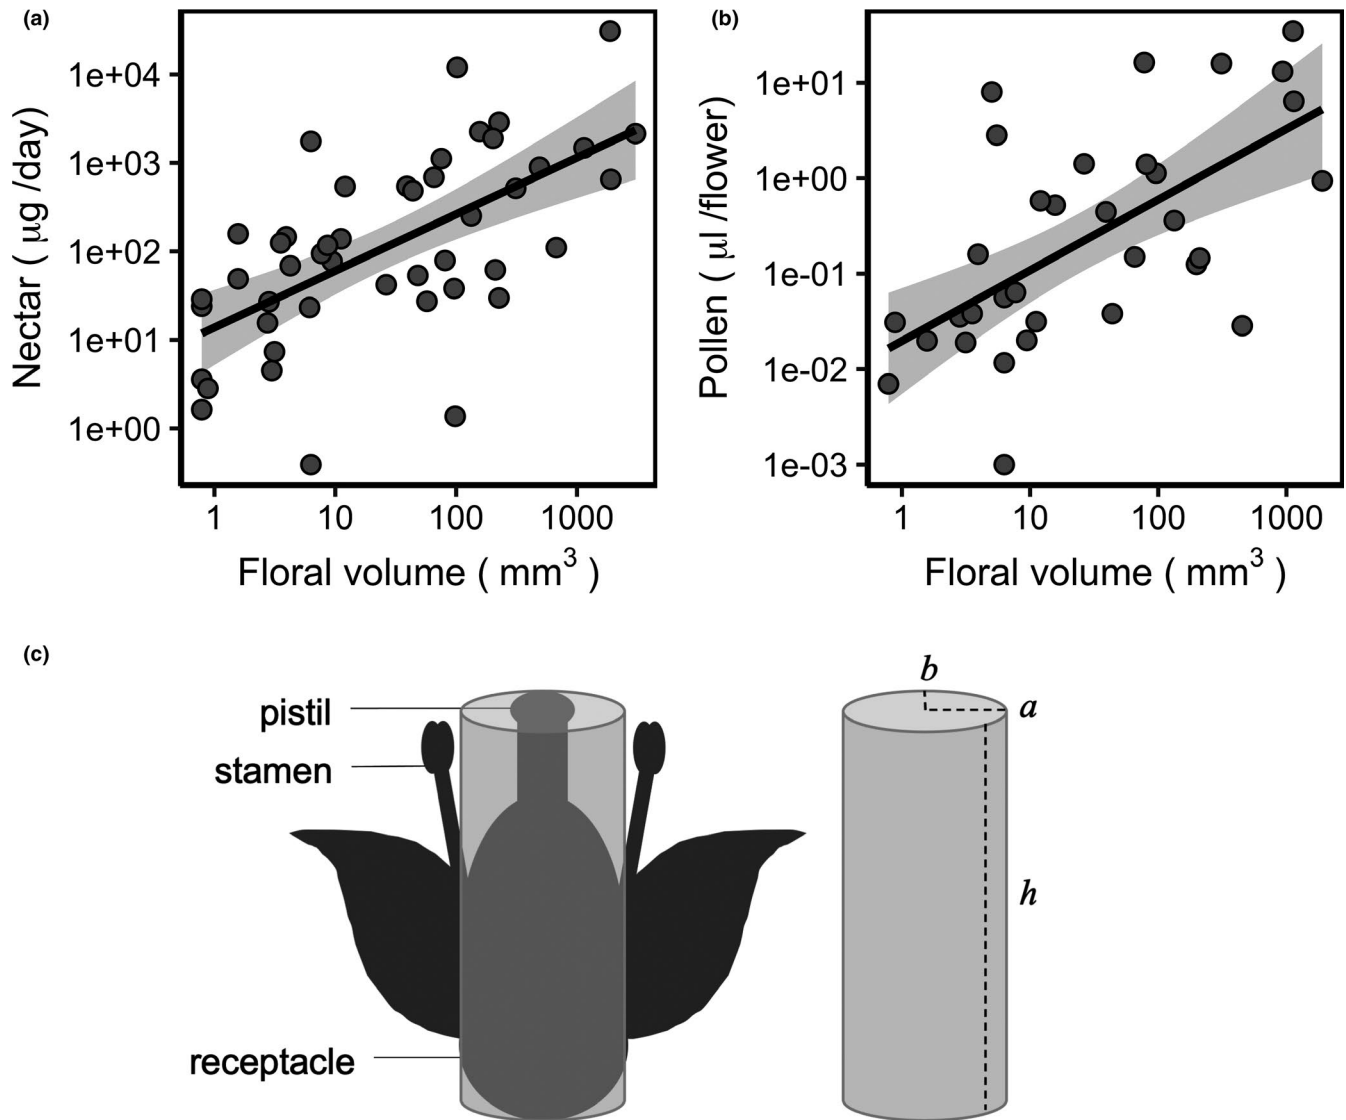 (a)
Nectar ( μg /day)
1e+04
1e+03
1e+02
1e+01
1e+00
1
10
100
1000
Floral volume ( mm³ )
(b)
Pollen ( μl /flower)
1e+01
1e+00
1e-01
1e-02
1e-03
1
10
100
1000
Floral volume ( mm³ )
(c)
pistil
stamen
receptacle
b
a
h